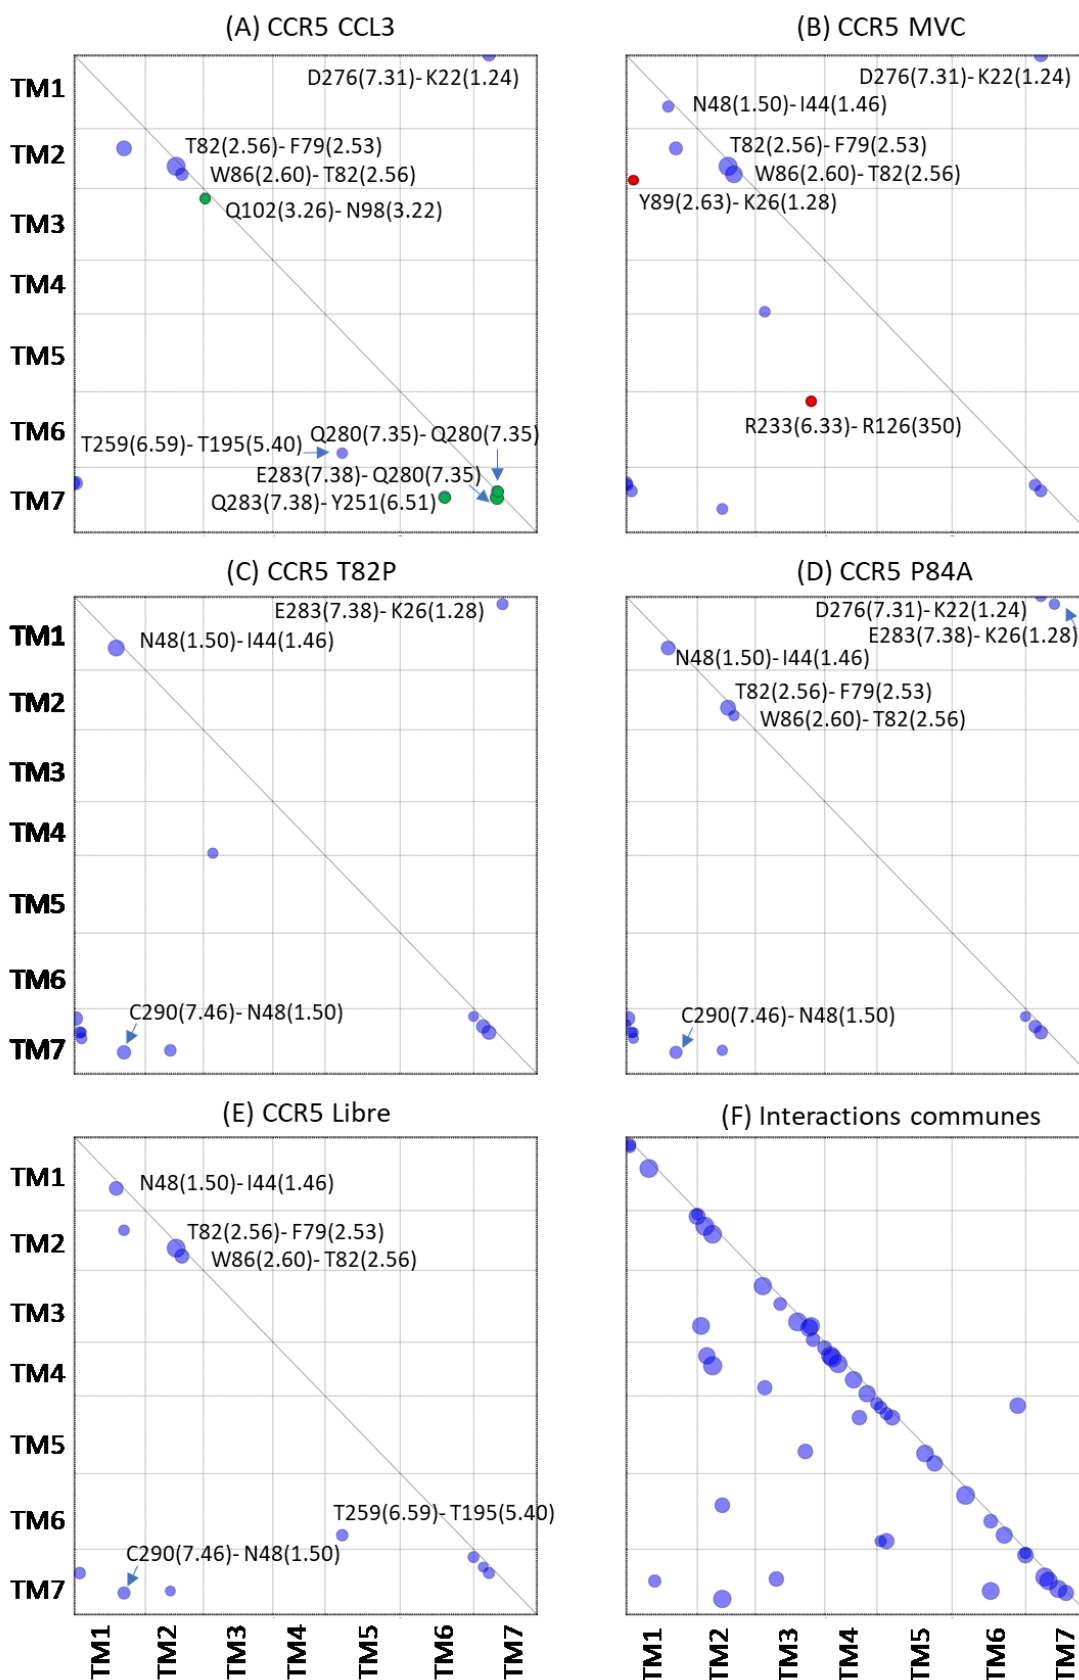 (A) CCR5 CCL3
(B) CCR5 MVC
TM1
D276(7.31)- K22(1.24)
D276(7.31)- K22(1.24)
N48(1.50)- I44(1.46)
TM2
T82(2.56)- F79(2.53)
W86(2.60)- T82(2.56)
T82(2.56)- F79(2.53)
W86(2.60)- T82(2.56)
TM3
Q102(3.26)- N98(3.22)
Y89(2.63)- K26(1.28)
TM4
TM5
TM6
T259(6.59)- T195(5.40)
Q280(7.35)- Q280(7.35)
R233(6.33)- R126(350)
TM7
E283(7.38)- Q280(7.35)
Q283(7.38)- Y251(6.51)
(C) CCR5 T82P
(D) CCR5 P84A
TM1
E283(7.38)- K26(1.28)
N48(1.50)- I44(1.46)
D276(7.31)- K22(1.24)
E283(7.38)- K26(1.28)
N48(1.50)- I44(1.46)
TM2
T82(2.56)- F79(2.53)
W86(2.60)- T82(2.56)
TM3
TM4
TM5
TM6
TM7
C290(7.46)- N48(1.50)
C290(7.46)- N48(1.50)
(E) CCR5 Libre
(F) Interactions communes
TM1
N48(1.50)- I44(1.46)
TM2
T82(2.56)- F79(2.53)
W86(2.60)- T82(2.56)
TM3
TM4
TM5
TM6
T259(6.59)- T195(5.40)
TM7
C290(7.46)- N48(1.50)
TM1
TM2
TM3
TM4
TM5
TM6
TM7
TM1
TM2
TM3
TM4
TM5
TM6
TM7